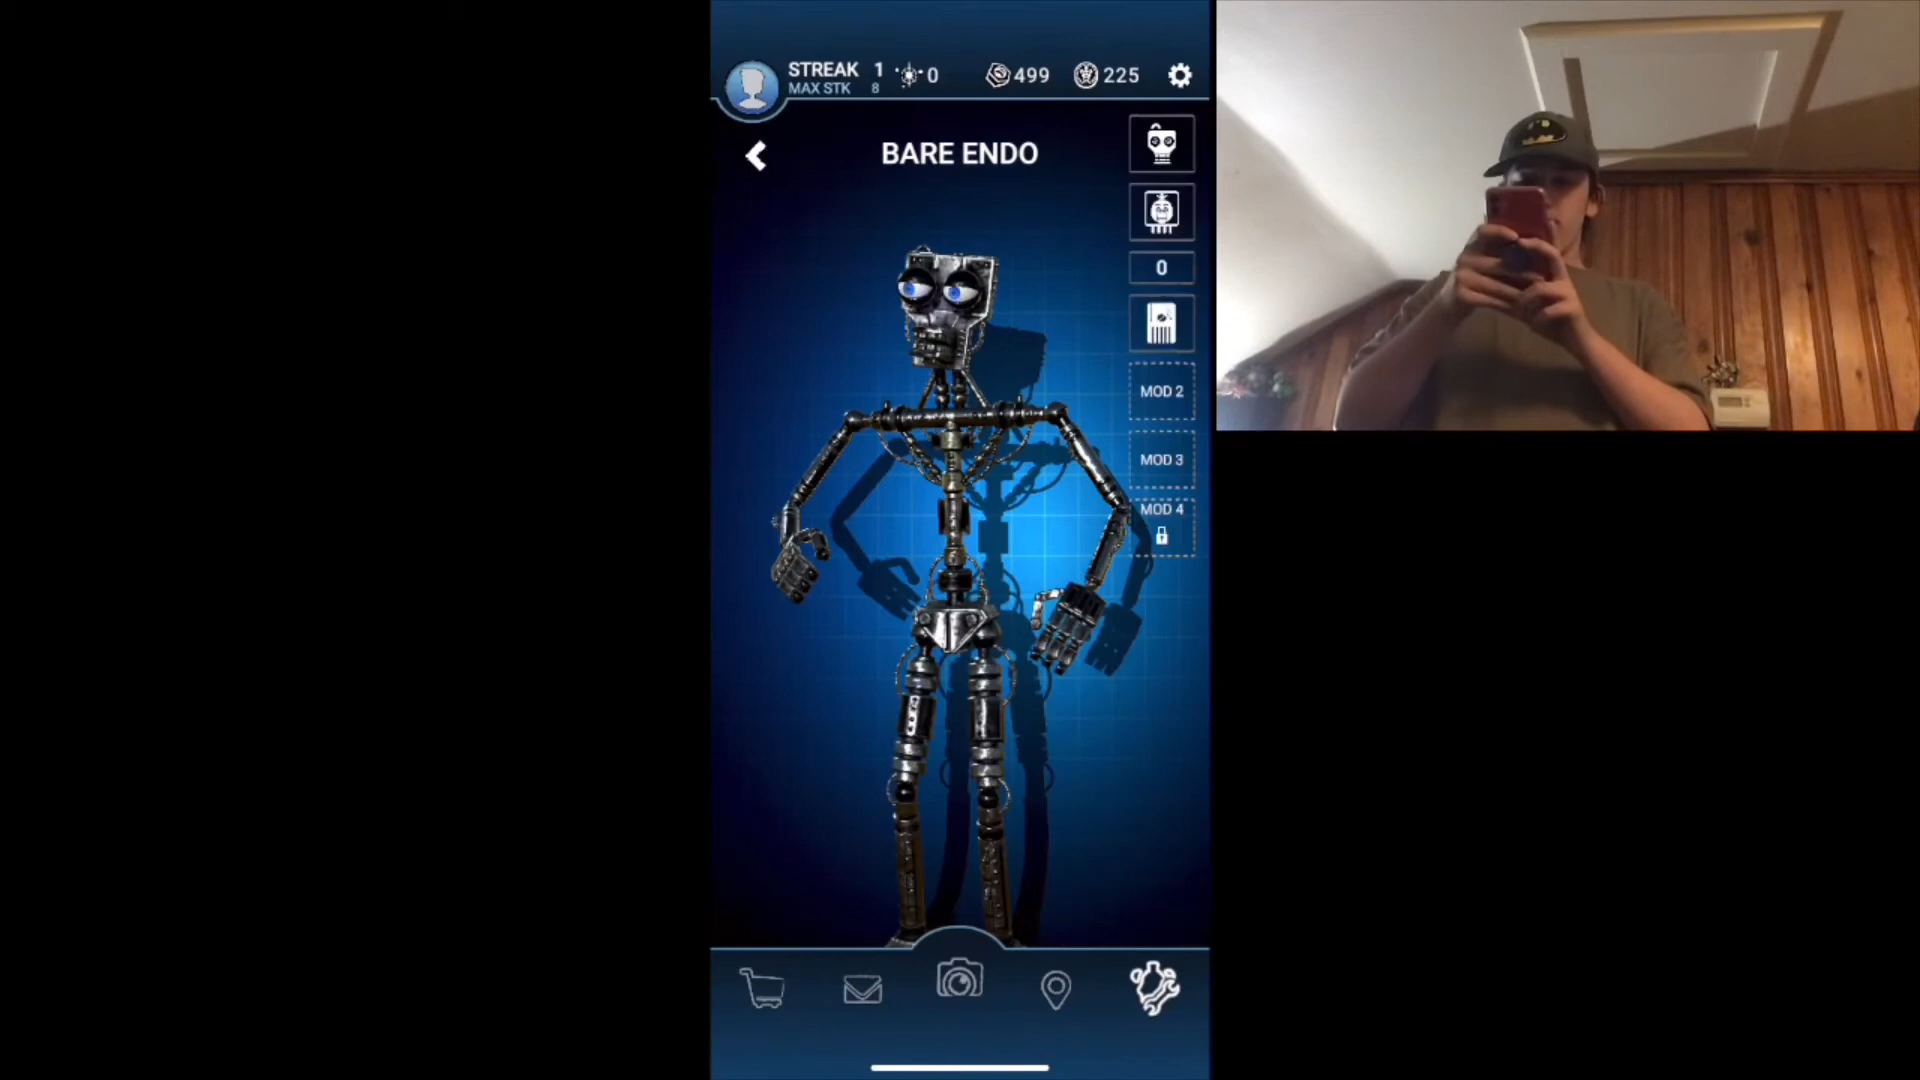 STREAK 1
MAX STK 8
0
499
225
BARE ENDO
0
MOD 2
MOD 3
MOD 4